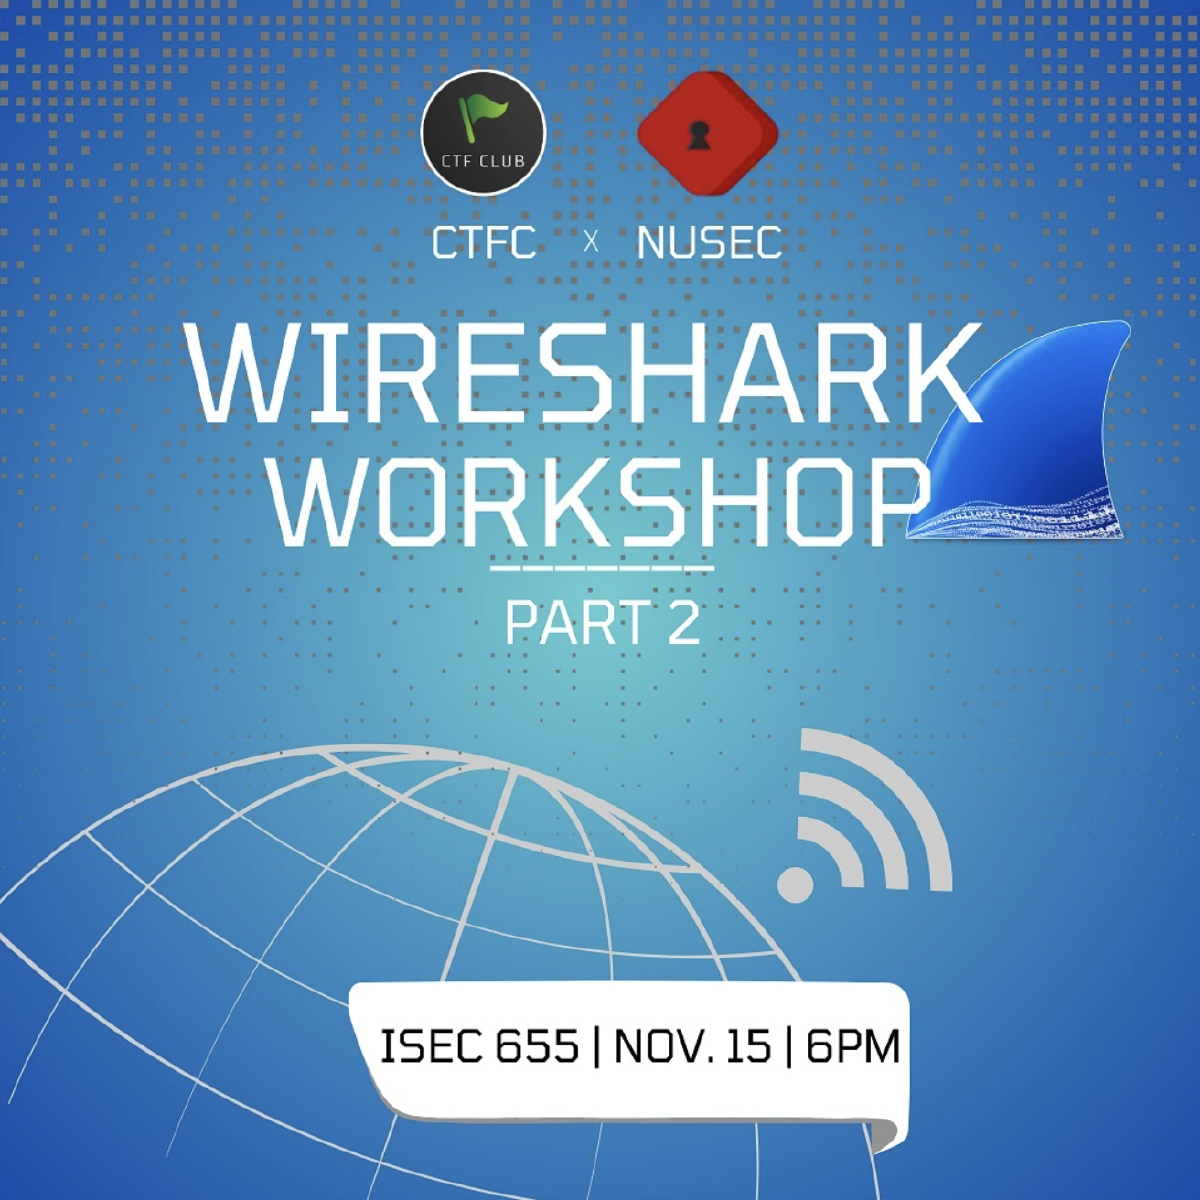 CTF CLUB
CTFC x NUSEC
WIRESHARK
WORKSHOP
PART 2
ISEC 655 | NOV. 15 | 6PM